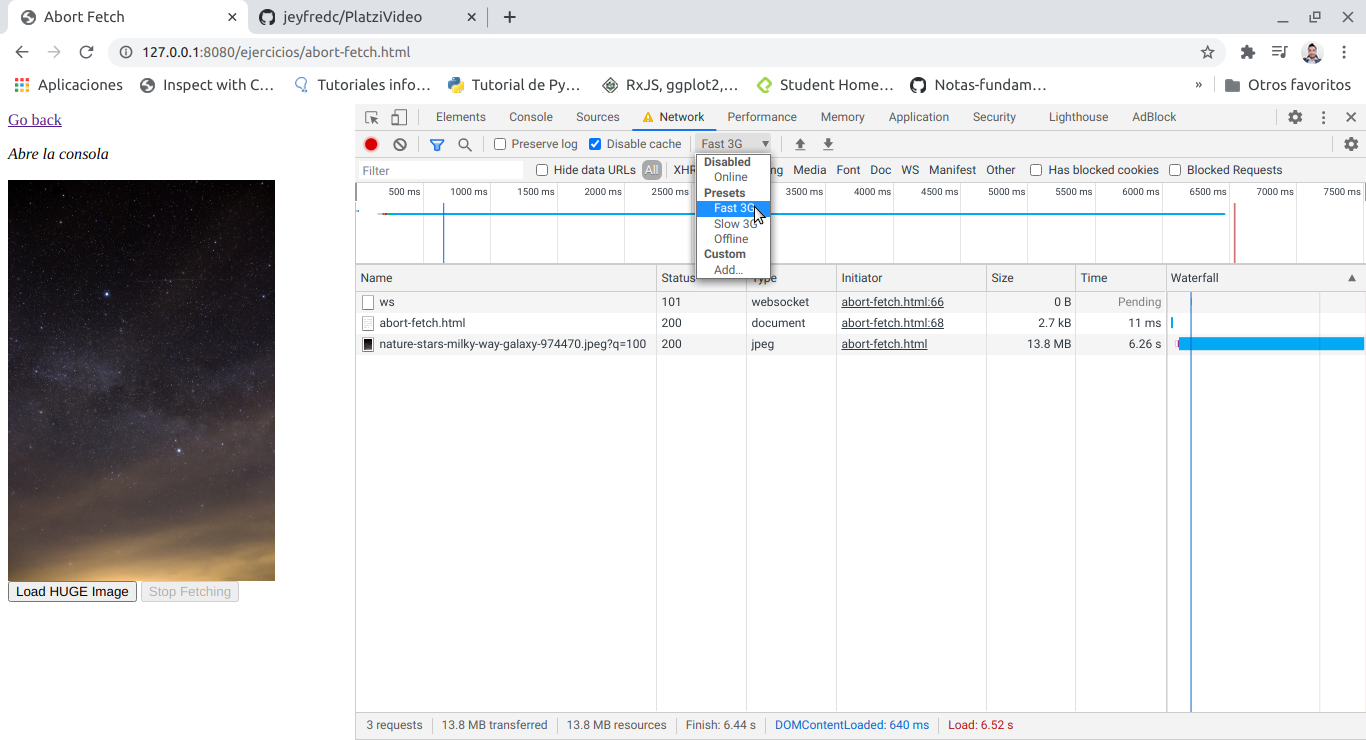 Abort Fetch
jeyfredc/PlatziVideo
127.0.0.1:8080/ejercicios/abort-fetch.html
Aplicaciones Inspect with C... Tutoriales info... Tutorial de Py... RxJS, ggplot2,... Student Home... Notas-fundam... » Otros favoritos
Go back
Abre la consola
Load HUGE Image Stop Fetching
Elements Console Sources Network Performance Memory Application Security Lighthouse AdBlock
Preserve log Disable cache Fast 3G
Filter Hide data URLs All XHR ng Media Font Doc WS Manifest Other Has blocked cookies Blocked Requests
Disabled
Online
Presets
Fast 3G
Slow 3G
Offline
Custom
Add...
500 ms 1000 ms 1500 ms 2000 ms 2500 ms 3500 ms 4000 ms 4500 ms 5000 ms 5500 ms 6000 ms 6500 ms 7000 ms 7500 ms
Name Status Type Initiator Size Time Waterfall
ws 101 websocket abort-fetch.html:66 0 B Pending
abort-fetch.html 200 document abort-fetch.html:68 2.7 kB 11 ms
nature-stars-milky-way-galaxy-974470.jpeg?q=100 200 jpeg abort-fetch.html 13.8 MB 6.26 s
3 requests 13.8 MB transferred 13.8 MB resources Finish: 6.44 s DOMContentLoaded: 640 ms Load: 6.52 s